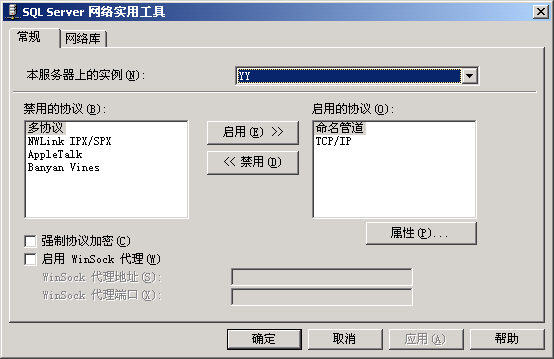 SQL Server 网络实用工具
常规 网络库
本服务器上的实例(N): YY
禁用的协议(B): 启用的协议(O):
多协议 启用(E) >> 命名管道
NWLink IPX/SPX TCP/IP
AppleTalk << 禁用(D)
Banyan Vines
属性(P)...
强制协议加密(C)
启用 WinSock 代理(W)
WinSock 代理地址(S):
WinSock 代理端口(X):
确定 取消 应用(A) 帮助